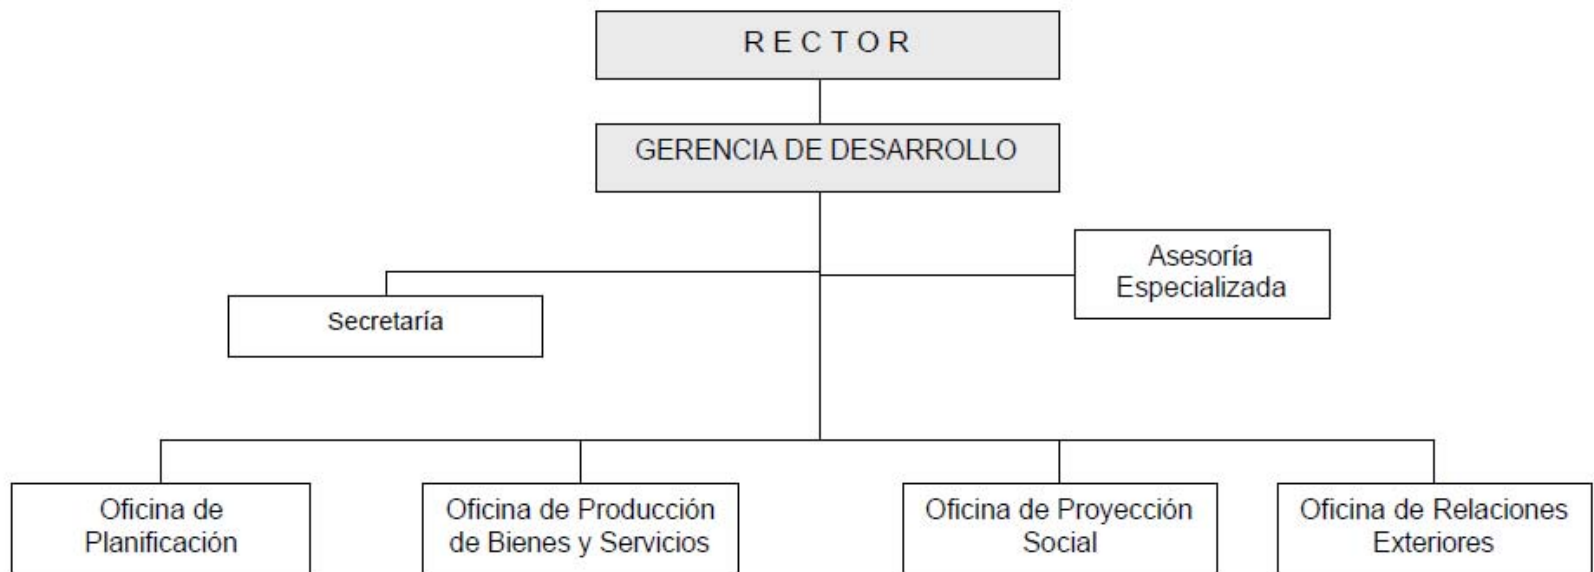 R E C T O R
GERENCIA DE DESARROLLO
Asesoría
Especializada
Secretaría
Oficina de
Planificación
Oficina de Producción
de Bienes y Servicios
Oficina de Proyección
Social
Oficina de Relaciones
Exteriores